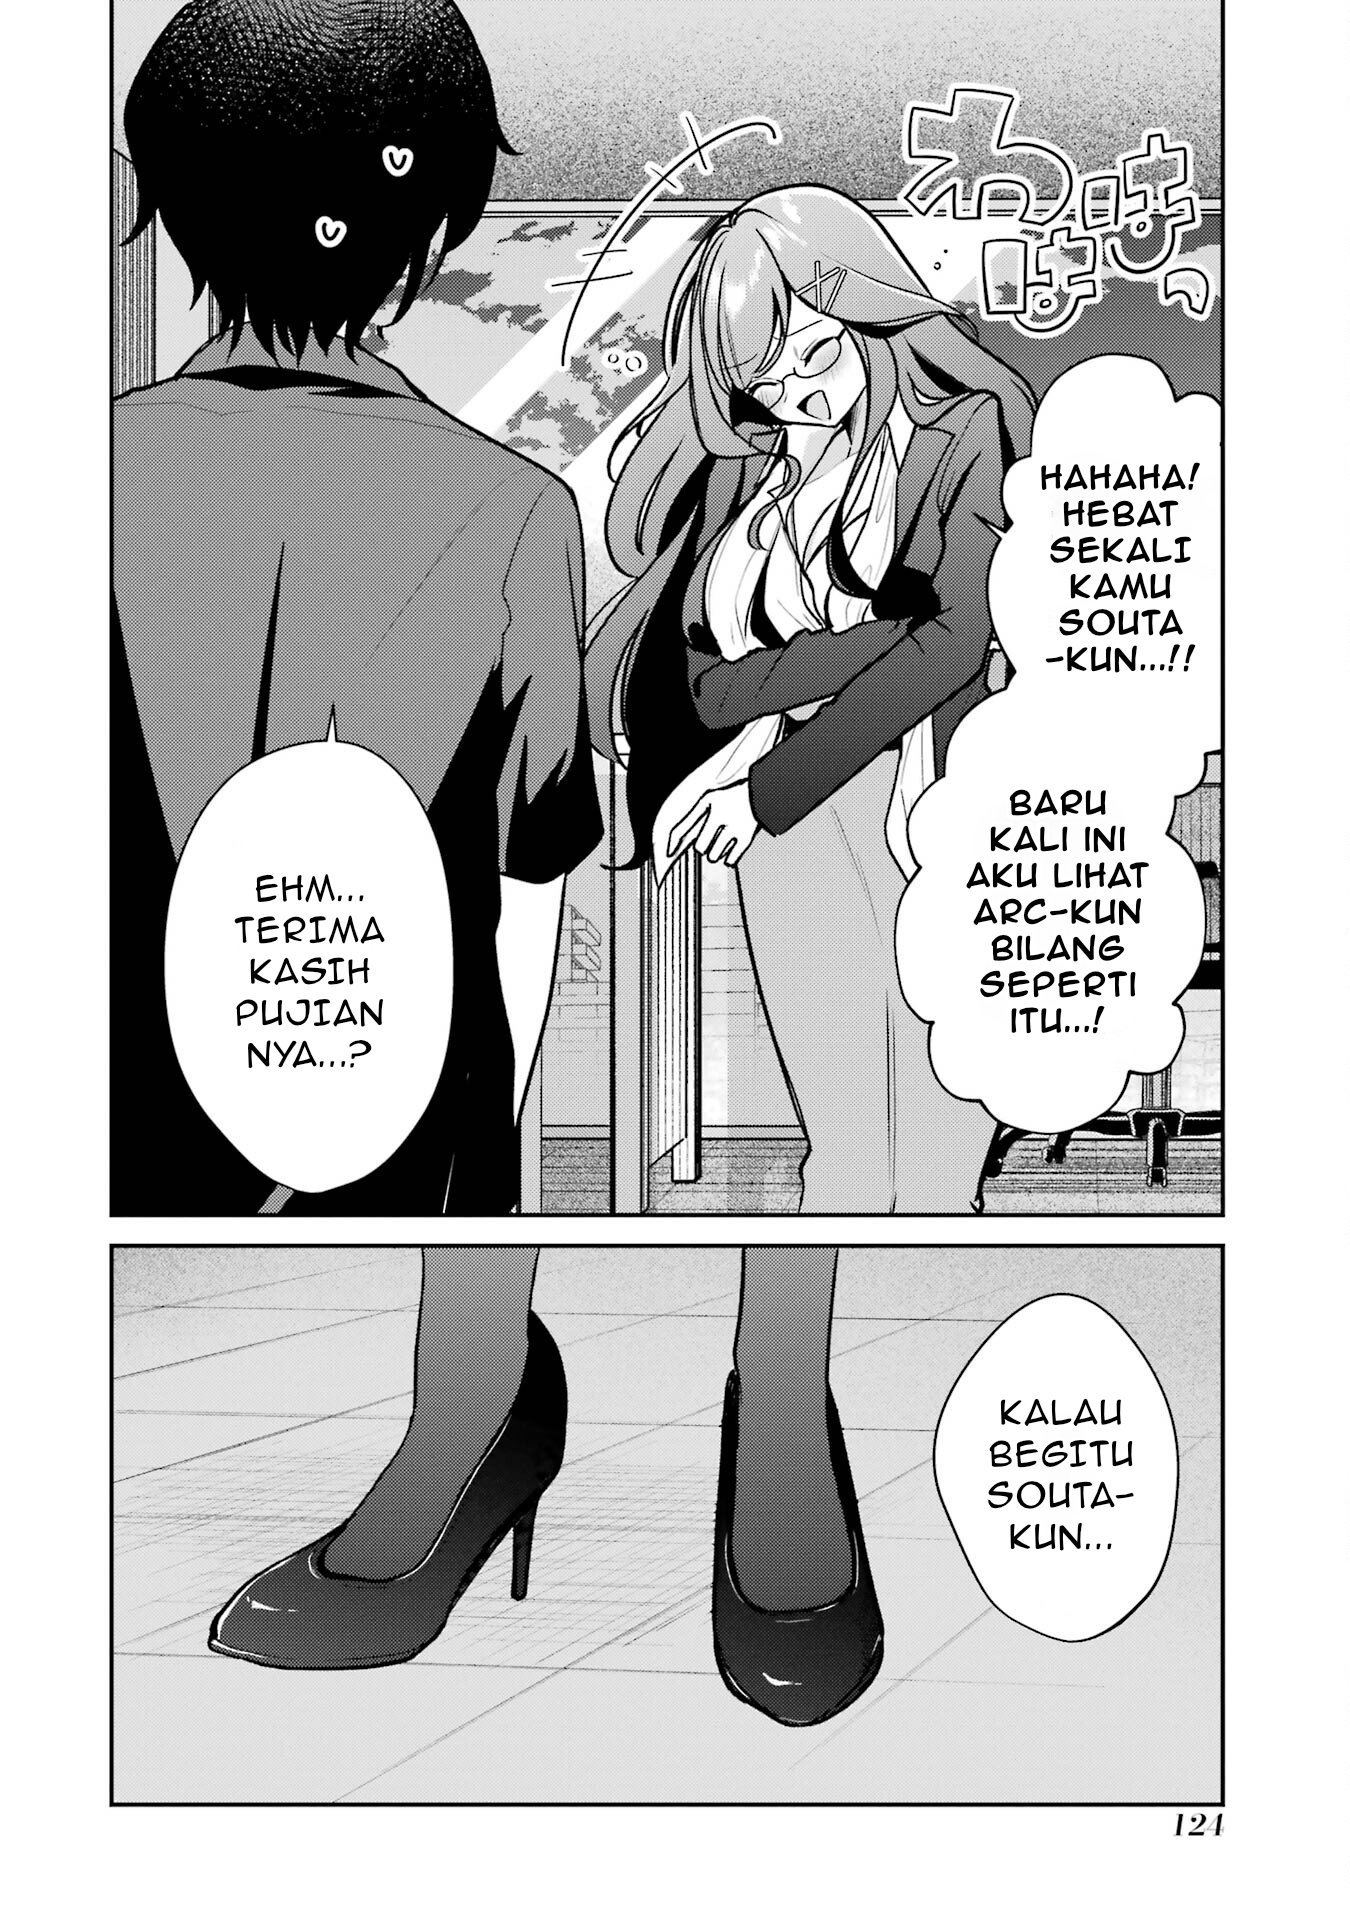 わはははっ
HAHAHA!
HEBAT
SEKALI
KAMU
SOUTA
-KUN...!!
BARU
KALI INI
AKU LIHAT
ARC-KUN
BILANG
SEPERTI
ITU...!
EHM...
TERIMA
KASIH
PUJIAN
NYA...?
KALAU
BEGITU
SOUTA-
KUN...
124